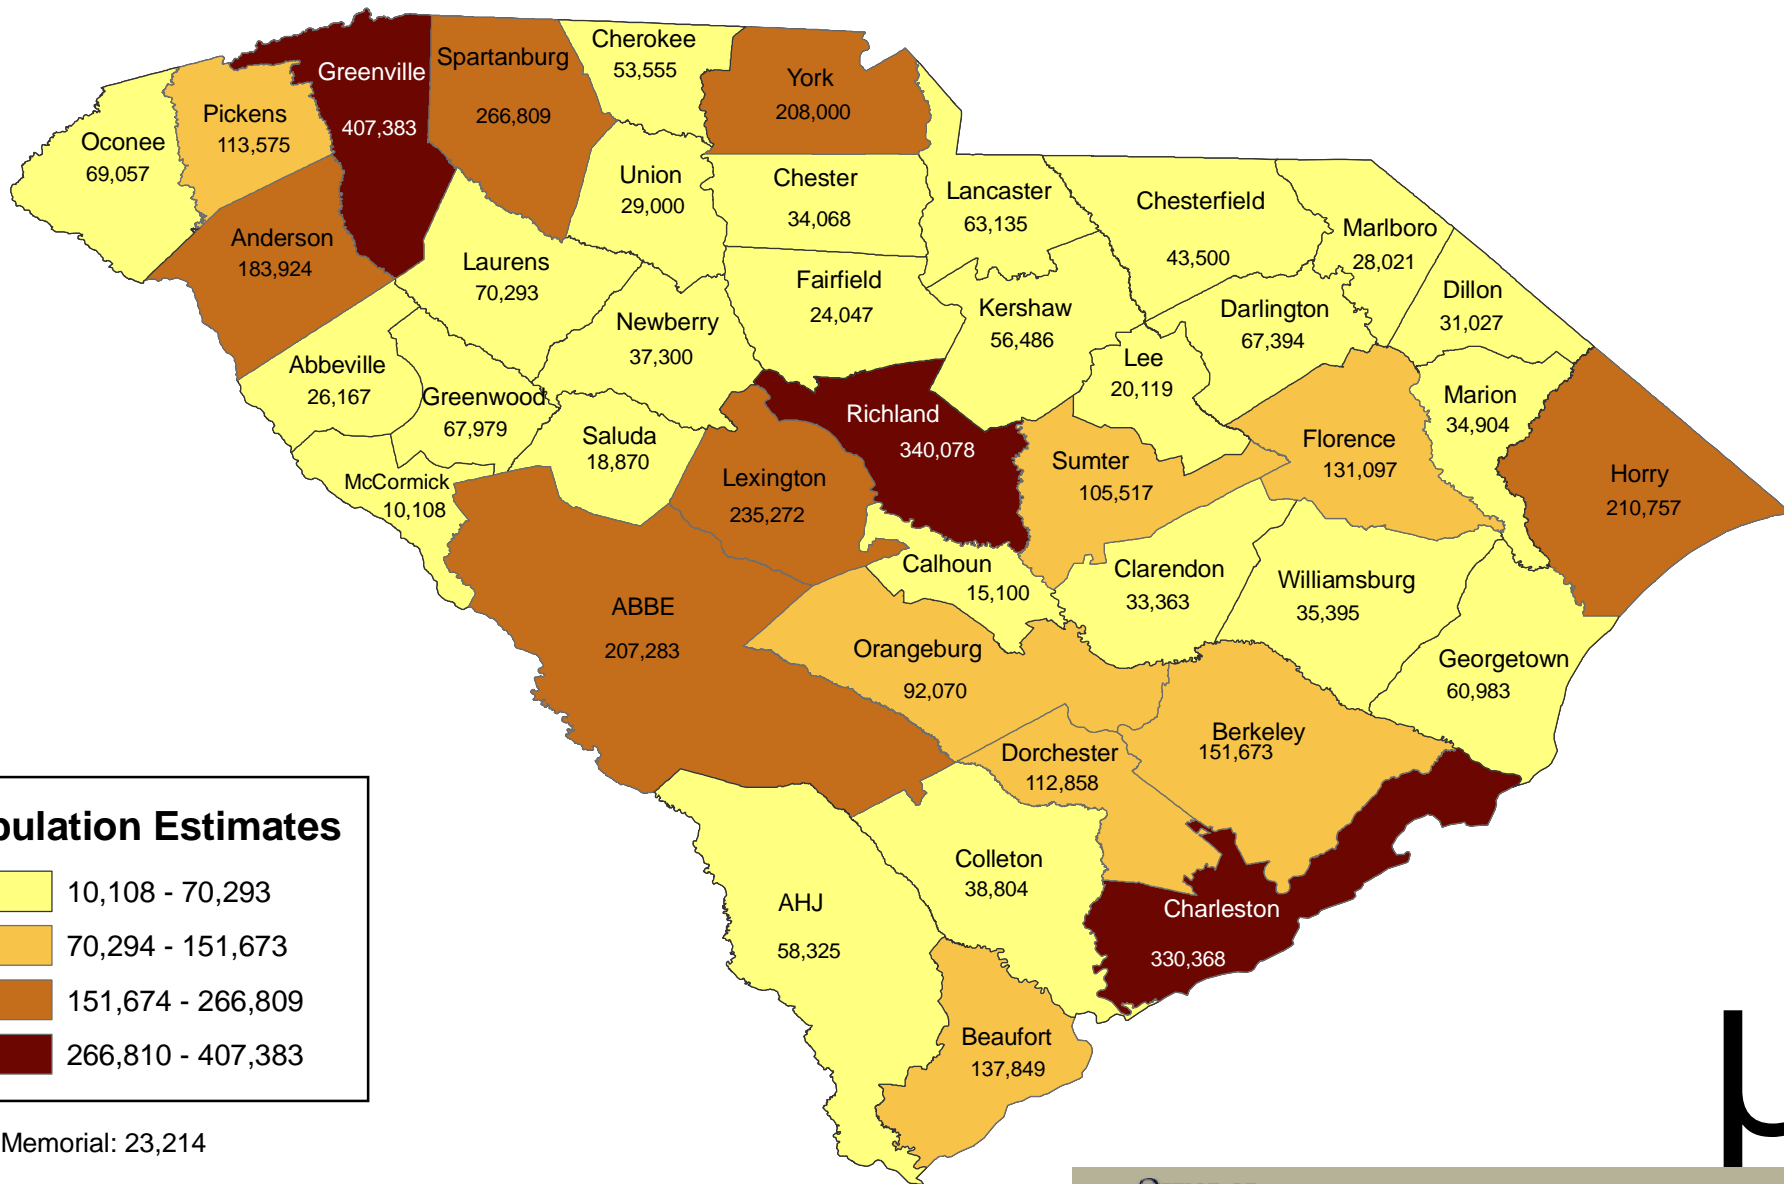 Cherokee
53,555
Spartanburg
266,809
Greenville
407,383
York
208,000
Pickens
113,575
Oconee
69,057
Union
29,000
Chester
34,068
Lancaster
63,135
Chesterfield
43,500
Marlboro
28,021
Anderson
183,924
Laurens
70,293
Fairfield
24,047
Kershaw
56,486
Darlington
67,394
Dillon
31,027
Newberry
37,300
Abbeville
26,167
Greenwood
67,979
Lee
20,119
Marion
34,904
Richland
340,078
Saluda
18,870
Florence
131,097
Sumter
105,517
Horry
210,757
McCormick
10,108
Lexington
235,272
Calhoun
15,100
Clarendon
33,363
Williamsburg
35,395
ABBE
207,283
Orangeburg
92,070
Georgetown
60,983
Berkeley
151,673
Dorchester
112,858
Colleton
38,804
AHJ
58,325
Charleston
330,368
Beaufort
137,849
pulation Estimates
10,108 - 70,293
70,294 - 151,673
151,674 - 266,809
266,810 - 407,383
Memorial: 23,214
µ